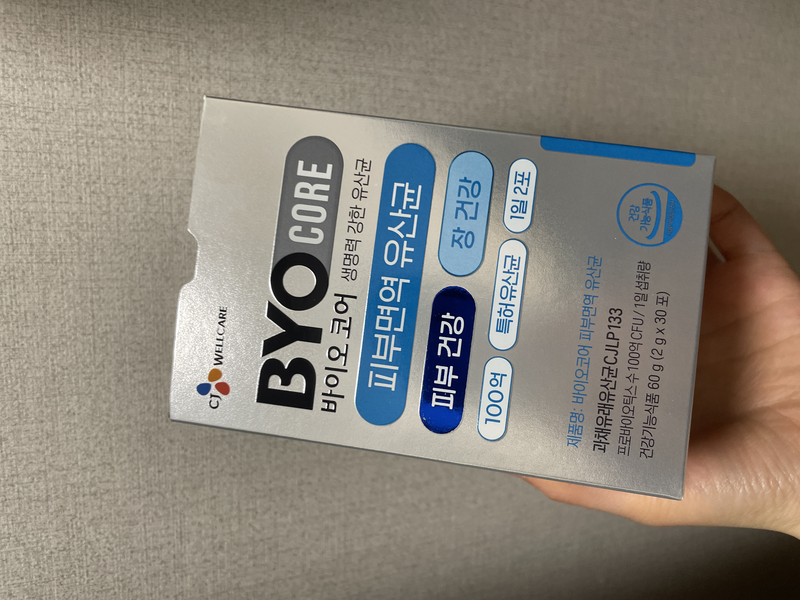 CJ WELLCARE
BYO CORE
바이오 코어 생명력 강한 유산균
피부면역 유산균
피부 건강 장 건강
100억 특허유산균 1일 2포
제품명: 바이오코어 피부면역 유산균
과채유래유산균CJLP133
프로바이오틱스 수 100억 CFU / 1일 섭취량
건강기능식품 60 g (2 g x 30 포)
건강
기능식품